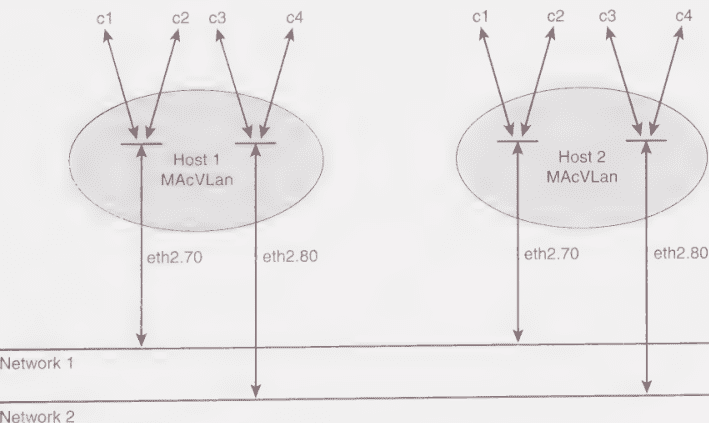 c1 c2 c3 c4 c1 c2 c3 c4
Host 1
MAcVLan
Host 2
MAcVLan
eth2.70
eth2.80
eth2.70
eth2.80
Network 1
Network 2